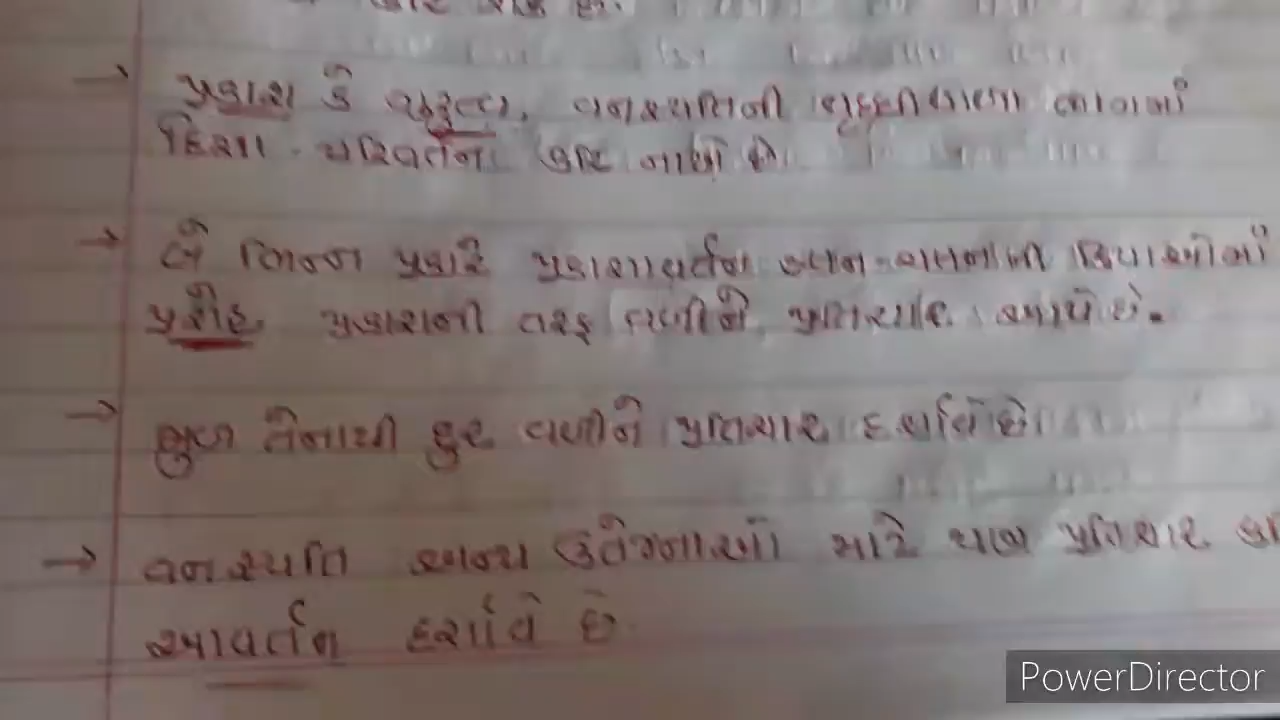 પ્રકાશ કે ગુરુત્વ, વનસ્પતિની વૃદ્ધિવાળા ભાગમાં
દિશા - પરિવર્તન કરિ નાખે છે.
બે ભિન્ન પ્રકારે પ્રકાશાવર્તન ક્રિયાઓમાં
પ્રરોહ, પ્રકાશની તરફ વળીને, પ્રતિચાર આપે છે.
મુળ તેનાથી દુર વળીને પ્રતિચાર દર્શાવે છે.
વનસ્પતિ અન્ય ઉતેજનાઓ માટે પણ પ્રતિચાર
આવર્તન દર્શાવે છે.
PowerDirector